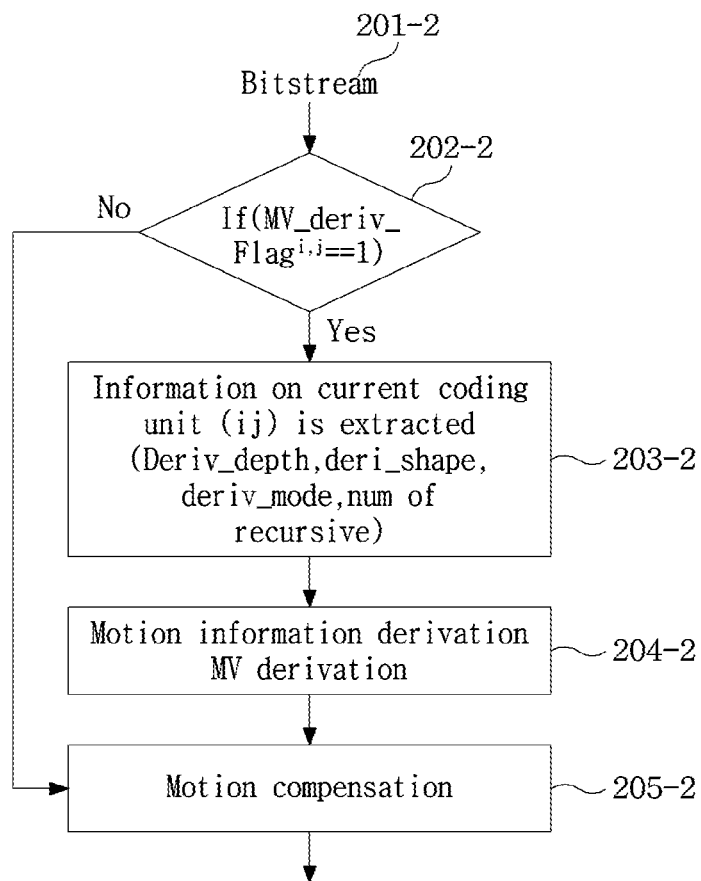 201-2
Bitstream
202-2
No
If(MV_deriv_
Flag^i,j==1)
Yes
Information on current coding
unit (ij) is extracted
(Deriv_depth,deri_shape,
deriv_mode,num of
recursive)
203-2
Motion information derivation
MV derivation
204-2
Motion compensation
205-2